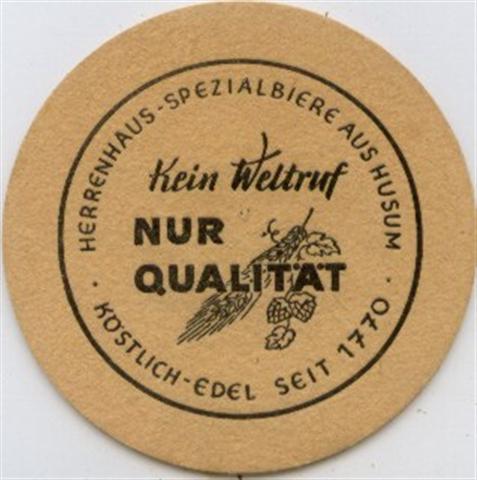 HERRENHAUS-SPEZIALBIERE AUS HUSUM
Kein Weltruf
NUR
QUALITÄT
· KÖSTLICH-EDEL SEIT 1770 ·